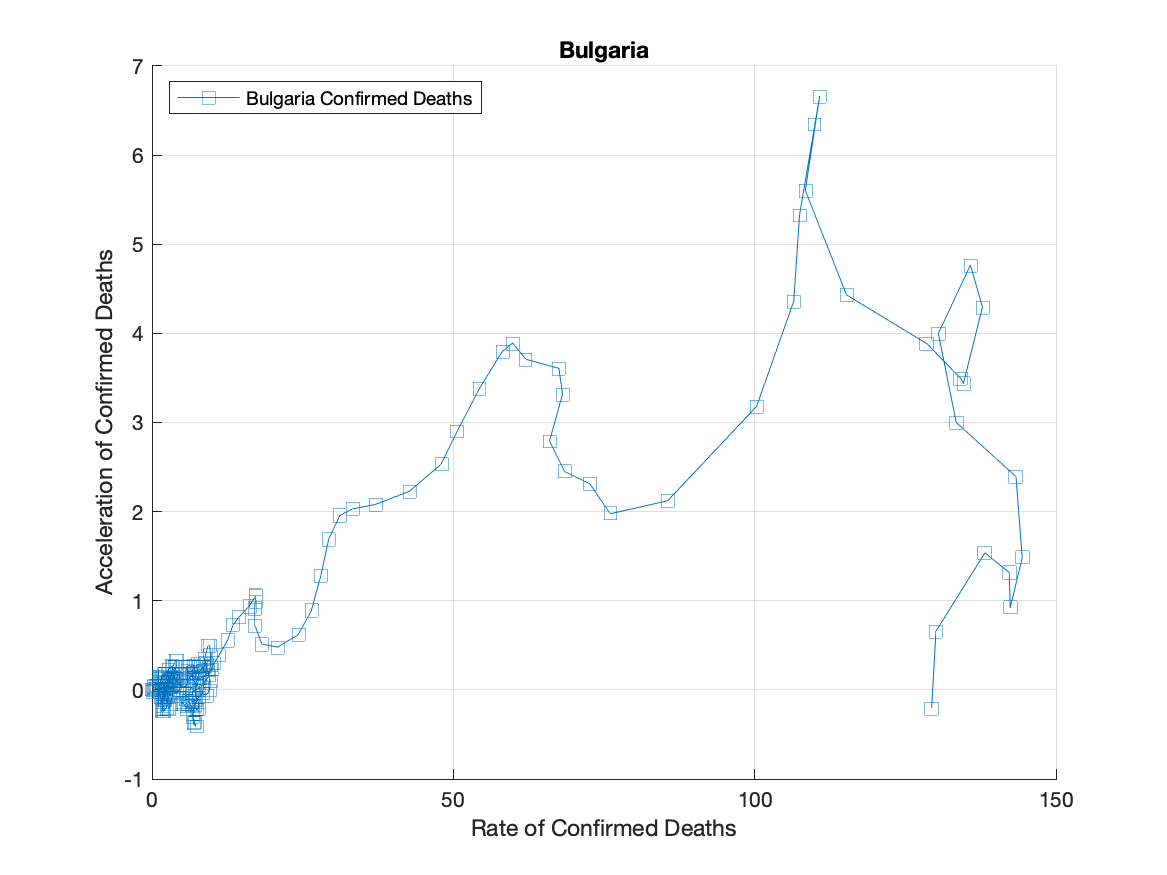 Bulgaria
Bulgaria Confirmed Deaths
7
6
5
4
3
2
1
0
-1
Acceleration of Confirmed Deaths
0 50 100 150
Rate of Confirmed Deaths